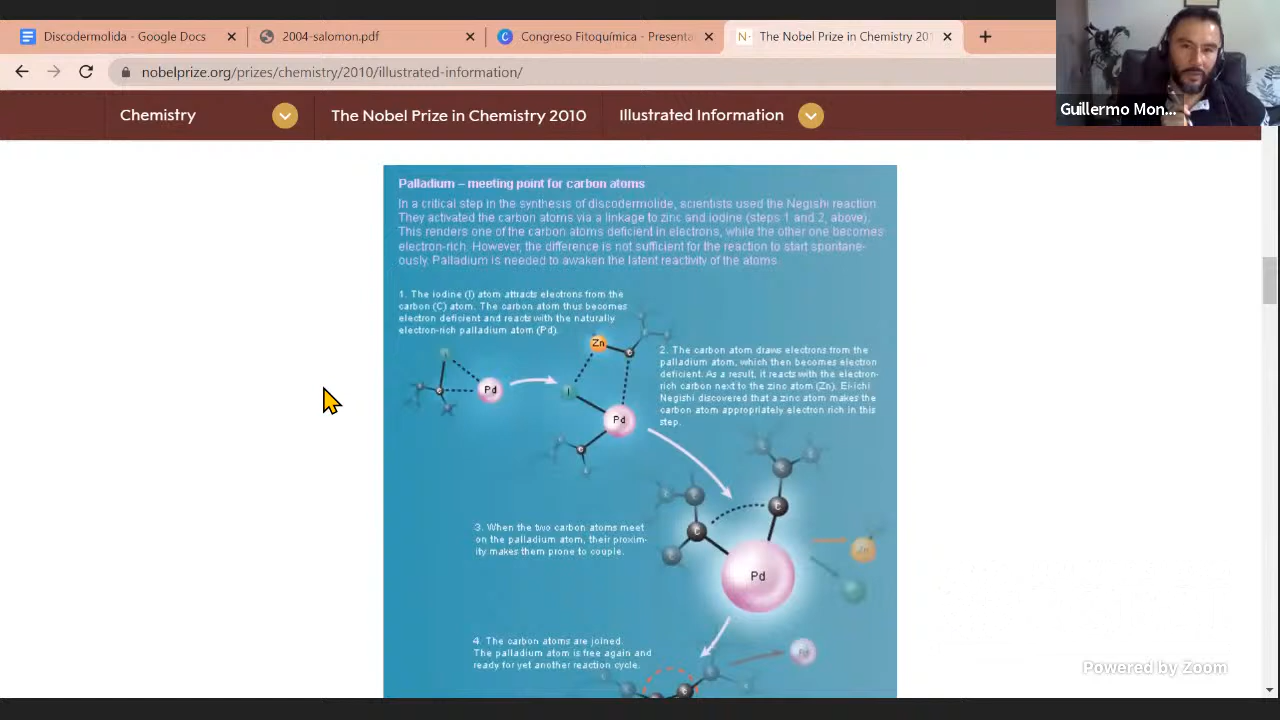 Discodermolida - Google Docs
2004-salomon.pdf
Congreso Fitoquímica - Presenta
The Nobel Prize in Chemistry 201
nobelprize.org/prizes/chemistry/2010/illustrated-information/
Guillermo Mon...
Chemistry
The Nobel Prize in Chemistry 2010
Illustrated Information
Palladium – meeting point for carbon atoms
In a critical step in the synthesis of discodermolide, scientists used the Negishi reaction.
They activated the carbon atoms via a linkage to zinc and iodine (steps 1 and 2, above).
This renders one of the carbon atoms deficient in electrons, while the other one becomes
electron-rich. However, the difference is not sufficient for the reaction to start spontane-
ously. Palladium is needed to awaken the latent reactivity of the atoms.
1. The iodine (I) atom attracts electrons from the
carbon (C) atom. The carbon atom thus becomes
electron deficient and reacts with the naturally
electron-rich palladium atom (Pd).
Zn
C
2. The carbon atom draws electrons from the
palladium atom, which then becomes electron
deficient. As a result, it reacts with the electron-
rich carbon next to the zinc atom (Zn). Ei-ichi
Negishi discovered that a zinc atom makes the
carbon atom appropriately electron rich in this
step.
C
Pd
I
Pd
C
C
C
C
C
C
3. When the two carbon atoms meet
on the palladium atom, their proxim-
ity makes them prone to couple.
Pd
Zn
4. The carbon atoms are joined.
The palladium atom is free again and
ready for yet another reaction cycle.
Pd
C
Powered by Zoom